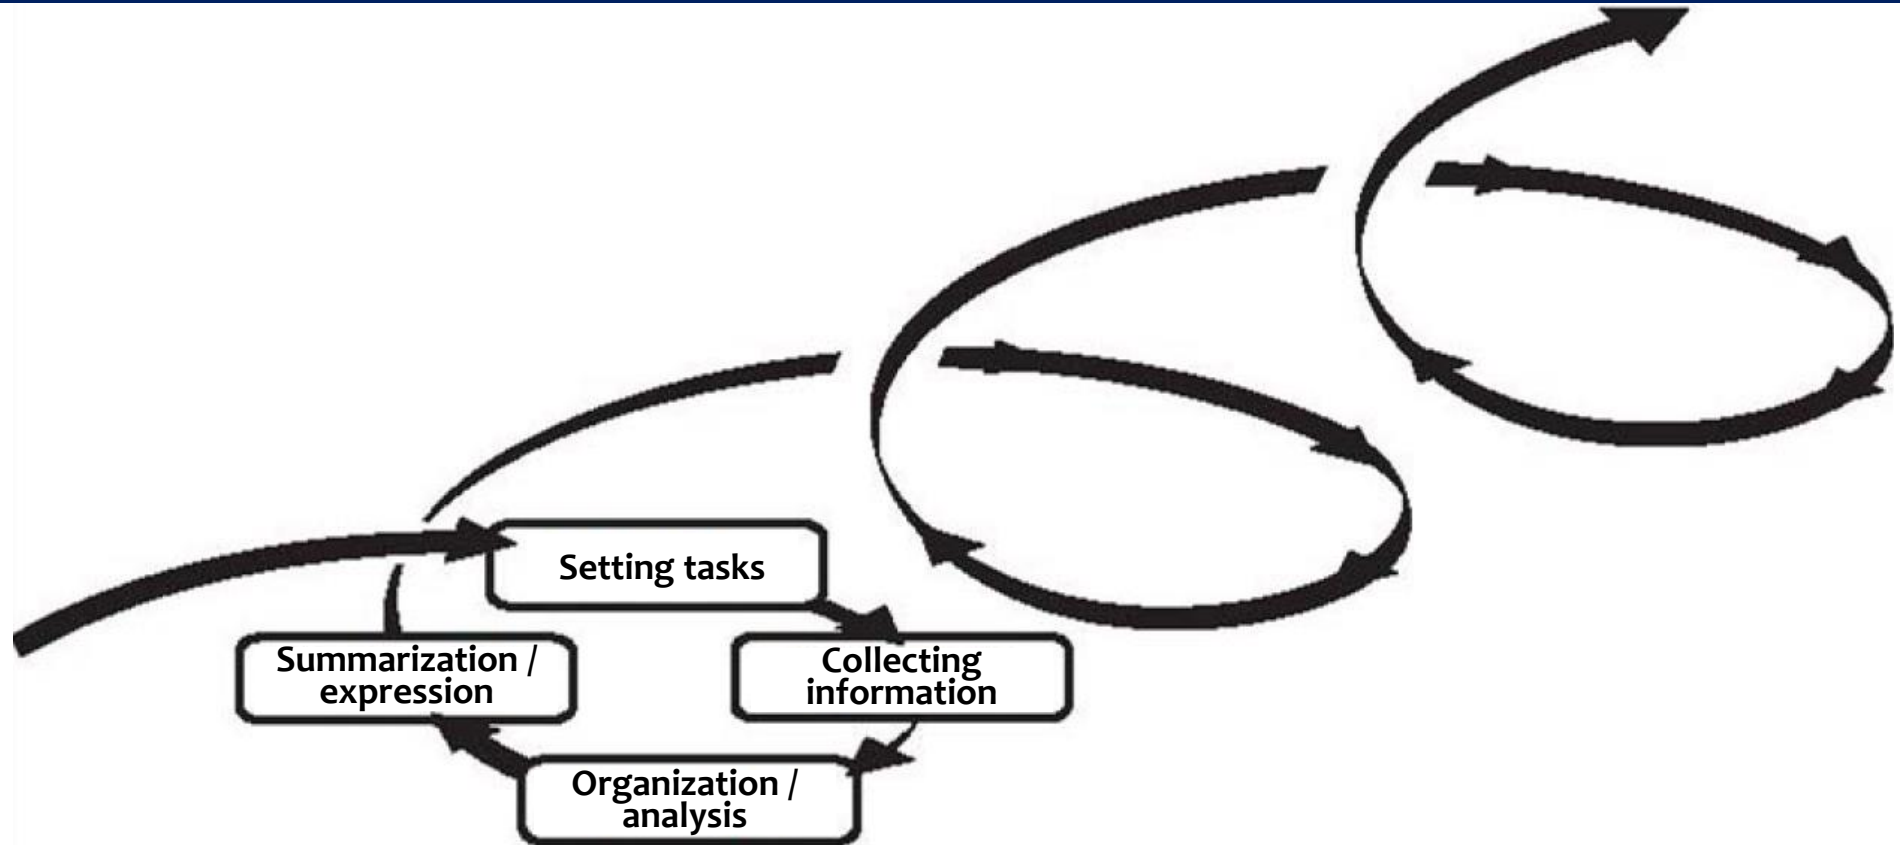 Setting tasks
Summarization /
expression
Collecting
information
Organization /
analysis